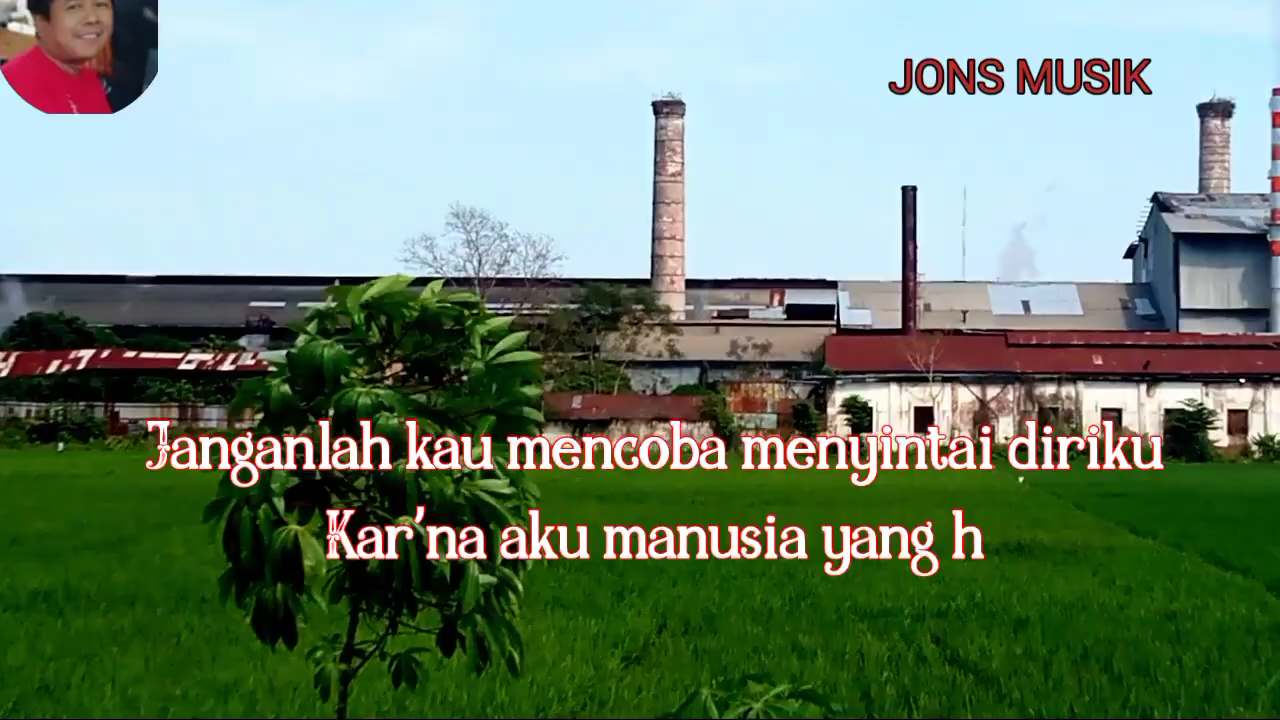 JONS MUSIK
Janganlah kau mencoba menyintai diriku
Kar'na aku manusia yang h